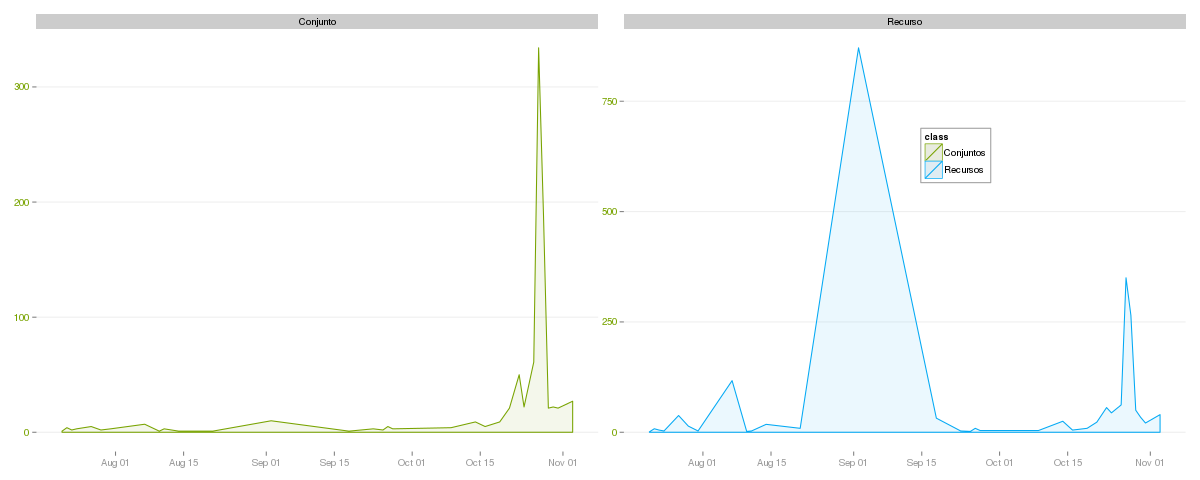 Conjunto
Recurso
300
200
100
0
750
500
250
0
class
Conjuntos
Recursos
Aug 01
Aug 15
Sep 01
Sep 15
Oct 01
Oct 15
Nov 01
Aug 01
Aug 15
Sep 01
Sep 15
Oct 01
Oct 15
Nov 01